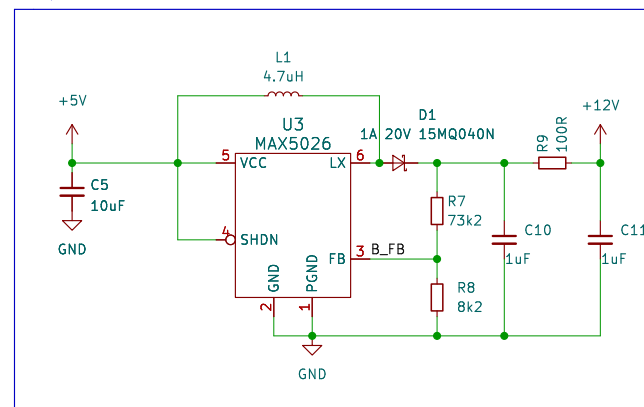 L1
4.7uH
+5V
+12V
D1
1A 20V 15MQ040N
U3
MAX5026
R9
100R
5
VCC
LX
6
C5
10uF
R7
73k2
4
SHDN
C10
1uF
C11
1uF
GND
FB
3
B_FB
GND
PGND
R8
8k2
2
1
GND